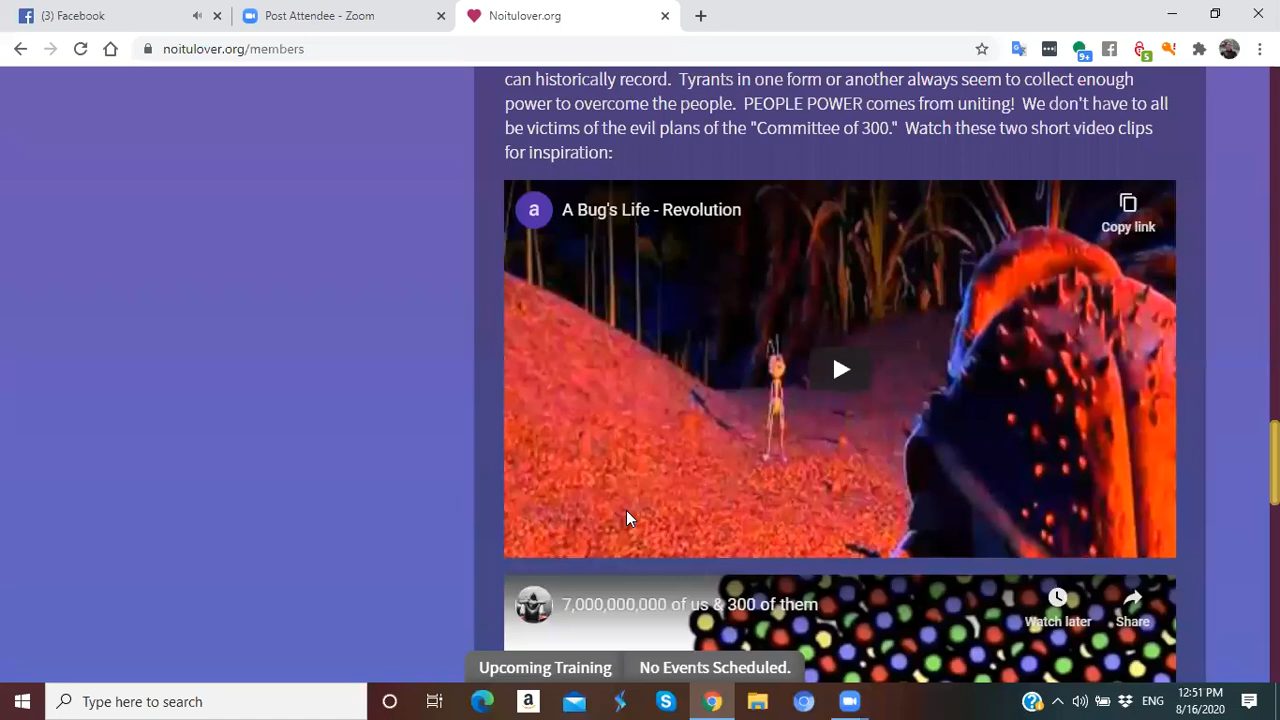 (3) Facebook
Post Attendee - Zoom
Noitulover.org
noitulover.org/members
9+
5
can historically record. Tyrants in one form or another always seem to collect enough
power to overcome the people. PEOPLE POWER comes from uniting! We don't have to all
be victims of the evil plans of the "Committee of 300." Watch these two short video clips
for inspiration:
a
A Bug's Life - Revolution
Copy link
7,000,000,000 of us & 300 of them
Watch later
Share
Upcoming Training
No Events Scheduled.
Type here to search
ENG
12:51 PM
8/16/2020